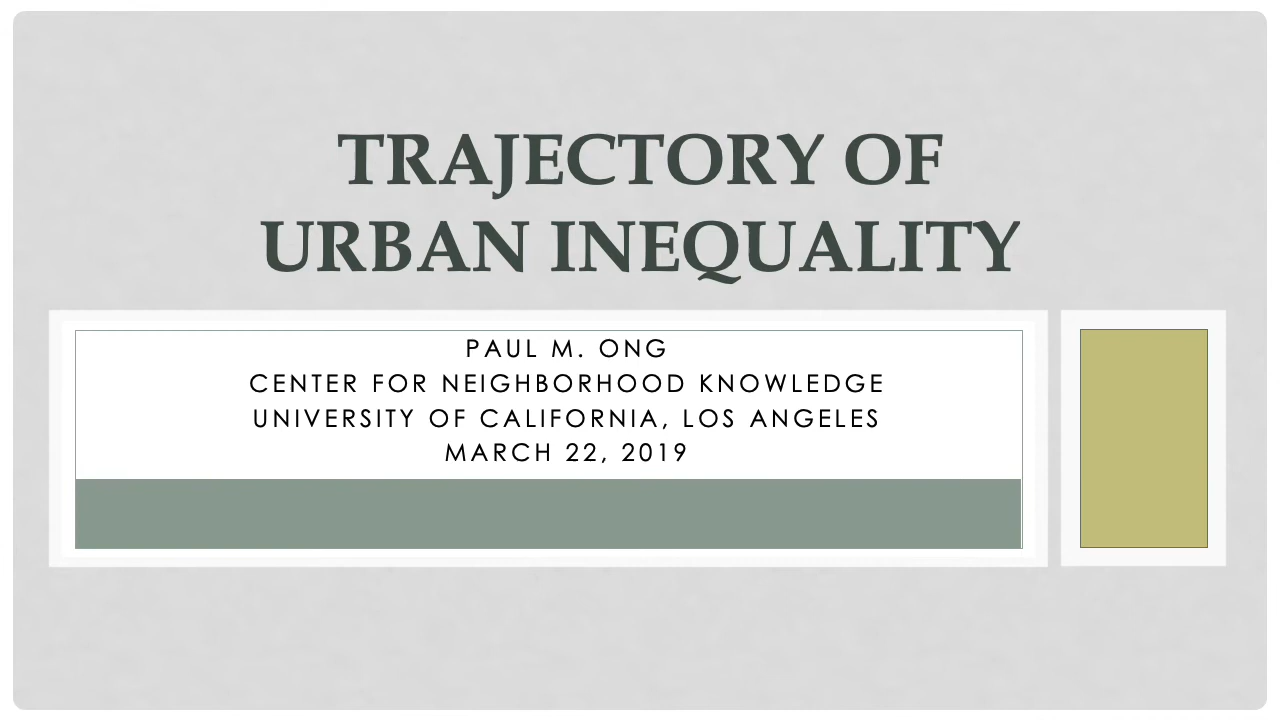 TRAJECTORY OF
URBAN INEQUALITY
PAUL M. ONG
CENTER FOR NEIGHBORHOOD KNOWLEDGE
UNIVERSITY OF CALIFORNIA, LOS ANGELES
MARCH 22, 2019